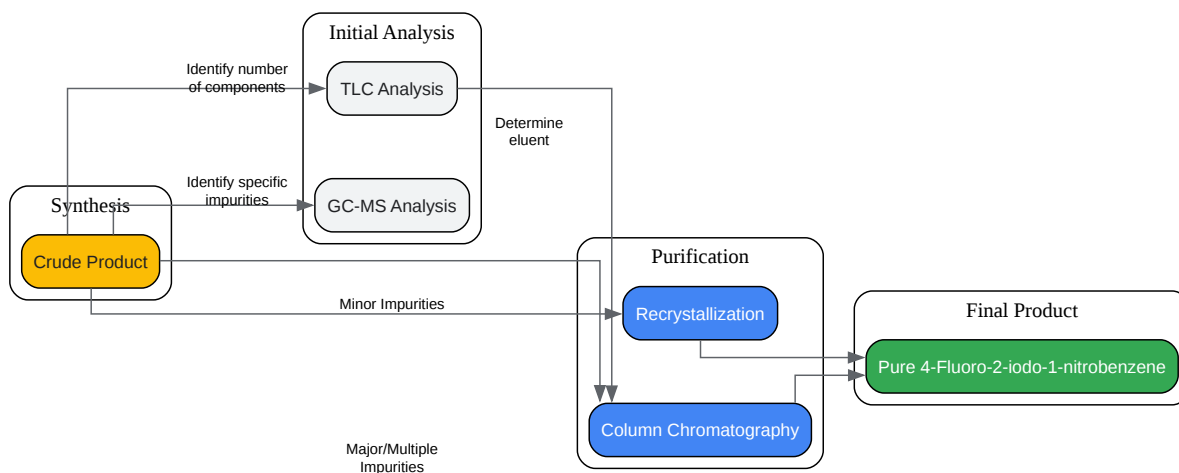 Initial Analysis
Identify number
of components
TLC Analysis
Determine
eluent
Identify specific
impurities
GC-MS Analysis
Synthesis
Crude Product
Purification
Minor Impurities
Recrystallization
Final Product
Pure 4-Fluoro-2-iodo-1-nitrobenzene
Column Chromatography
Major/Multiple
Impurities